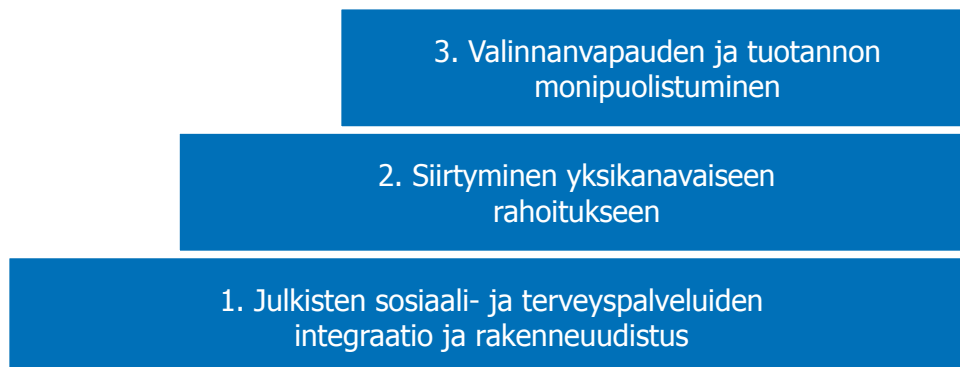 3. Valinnanvapauden ja tuotannon
monipuolistuminen
2. Siirtyminen yksikanavaiseen
rahoitukseen
1. Julkisten sosiaali- ja terveyspalveluiden
integraatio ja rakenneuudistus